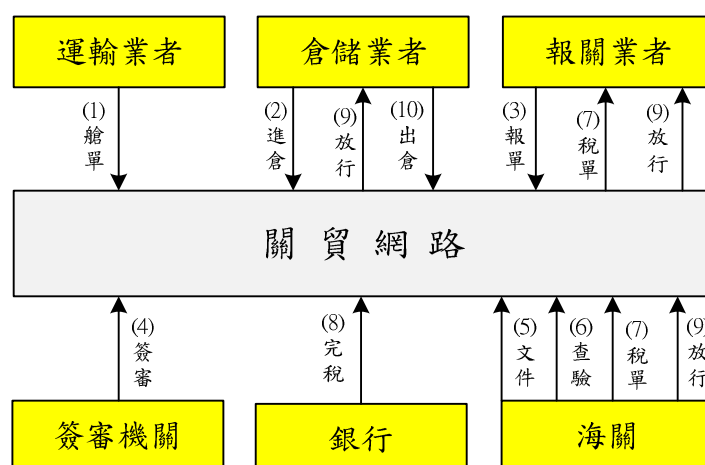 運輸業者
倉儲業者
報關業者
(1)艙單
(2)進倉
(9)放行
(10)出倉
(3)報單
(7)稅單
(9)放行
關貿網路
(4)簽審
(8)完稅
(5)文件
(6)查驗
(7)稅單
(9)放行
簽審機關
銀行
海關